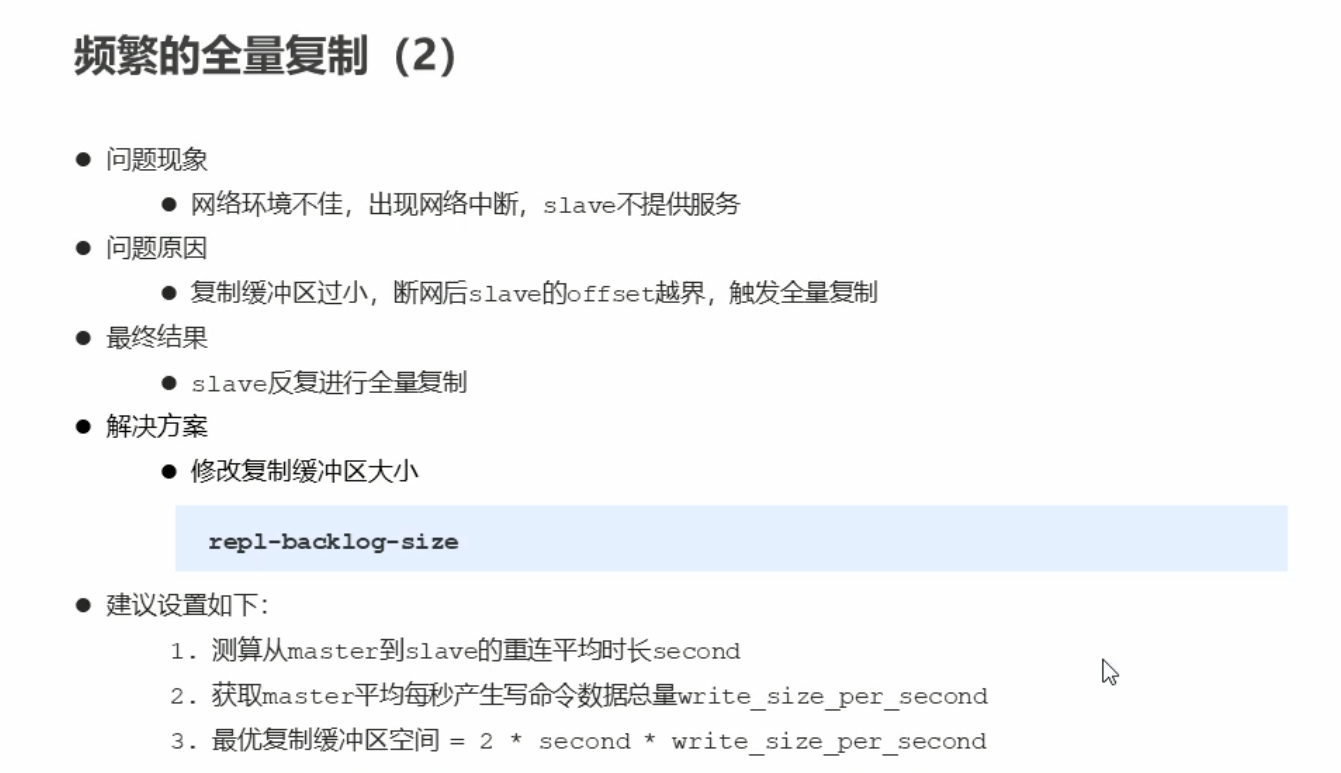 频繁的全量复制（2）
● 问题现象
● 网络环境不佳，出现网络中断，slave不提供服务
● 问题原因
● 复制缓冲区过小，断网后slave的offset越界，触发全量复制
● 最终结果
● slave反复进行全量复制
● 解决方案
● 修改复制缓冲区大小
repl-backlog-size
● 建议设置如下：
1. 测算从master到slave的重连平均时长second
2. 获取master平均每秒产生写命令数据总量write_size_per_second
3. 最优复制缓冲区空间 = 2 * second * write_size_per_second